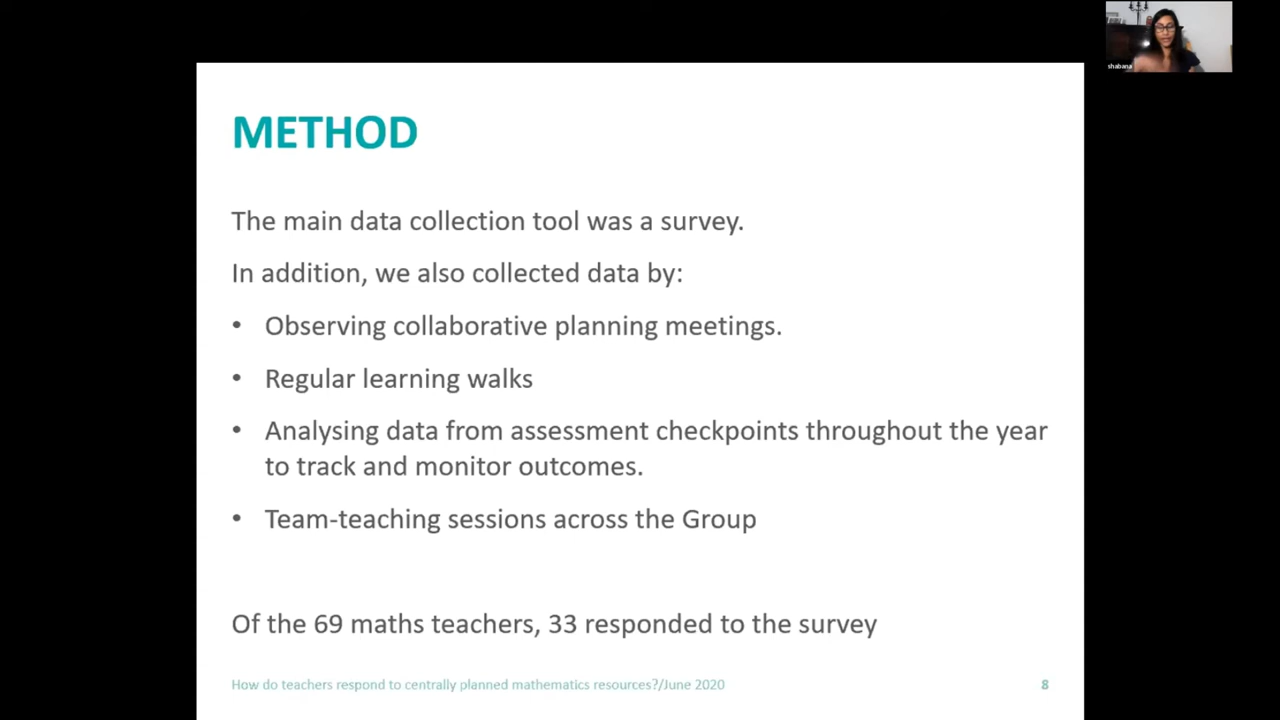 shabana
METHOD
The main data collection tool was a survey.
In addition, we also collected data by:
• Observing collaborative planning meetings.
• Regular learning walks
• Analysing data from assessment checkpoints throughout the year
to track and monitor outcomes.
• Team-teaching sessions across the Group
Of the 69 maths teachers, 33 responded to the survey
How do teachers respond to centrally planned mathematics resources?/June 2020
8